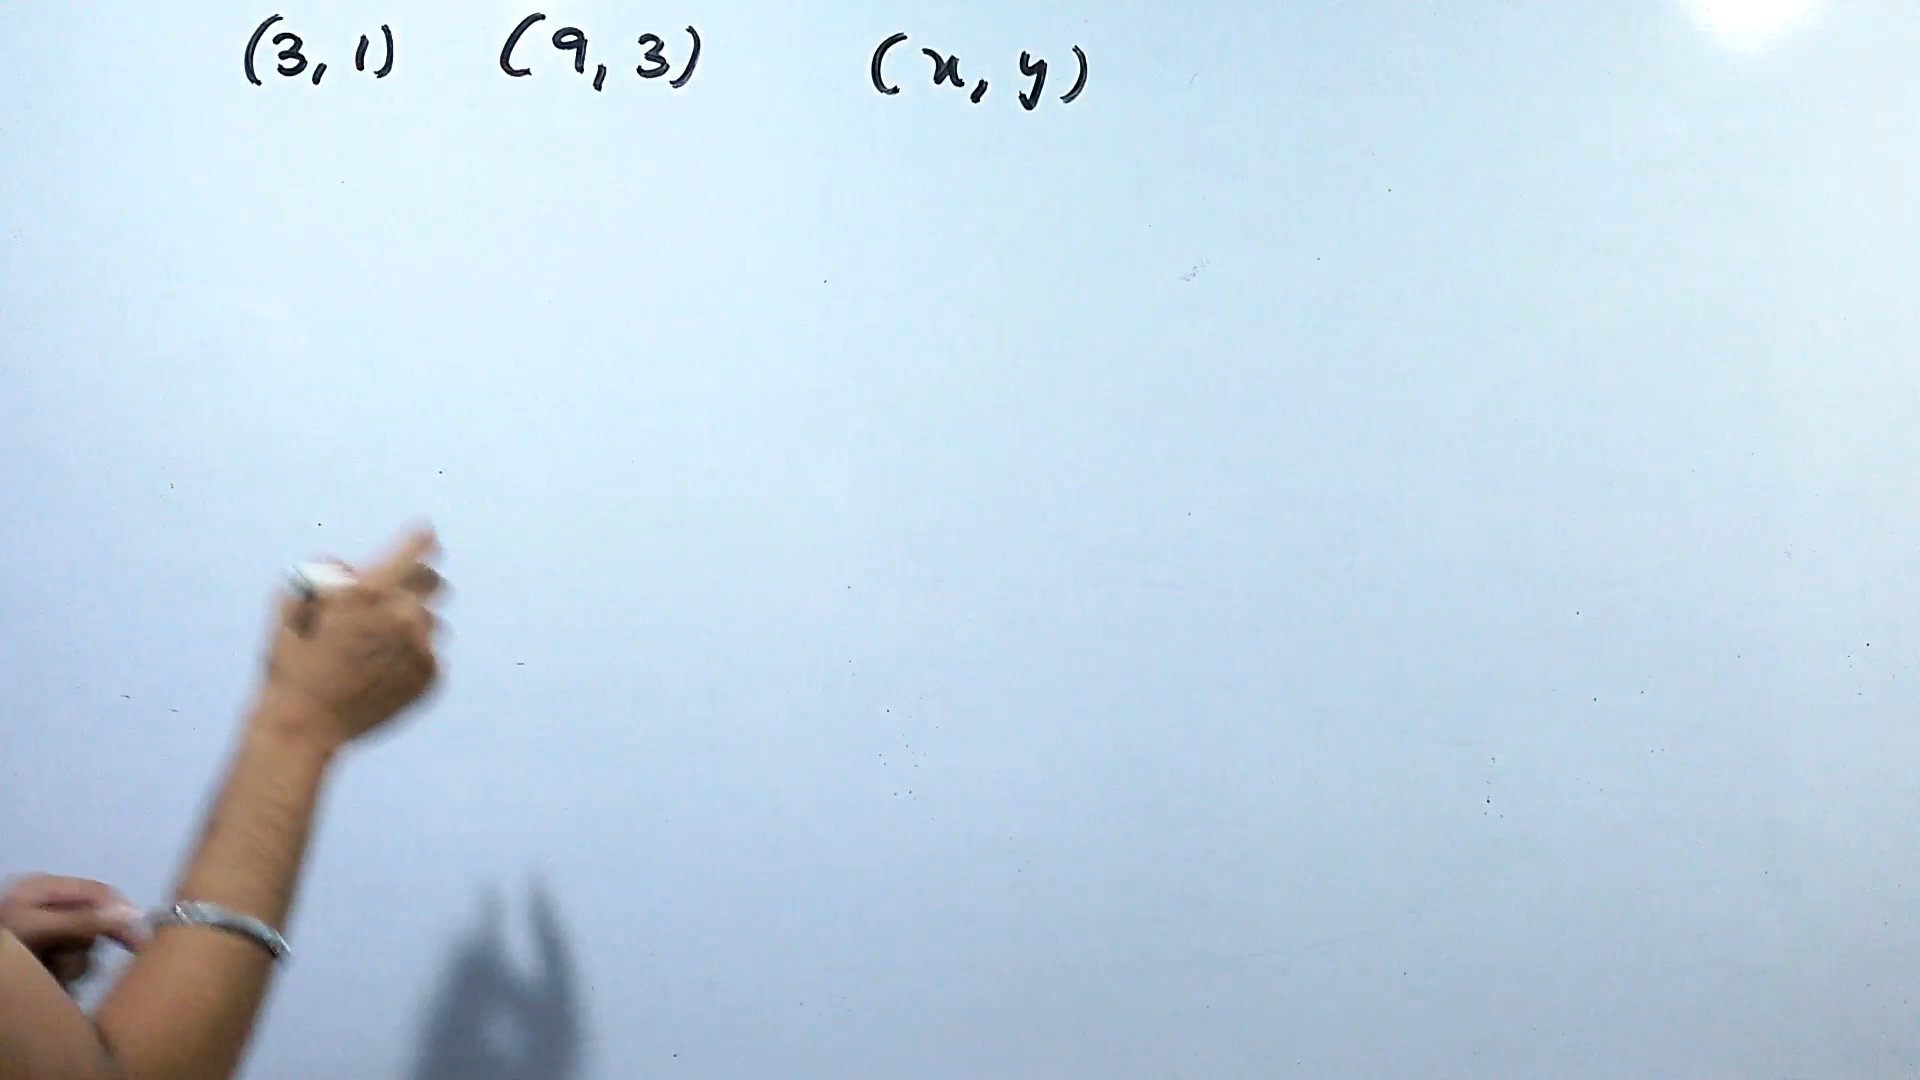 (3, 1) (9, 3) (x, y)